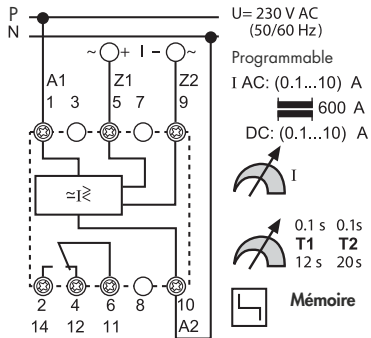 P
N
U= 230 V AC
(50/60 Hz)
~ + I - ~
Programmable
A1 Z1 Z2
1 3 5 7 9
I AC: (0.1...10) A
600 A
DC: (0.1...10) A
I
≃I≷
0.1 s 0.1s
T1 T2
12 s 20s
2 4 6 8 10
14 12 11 A2
Mémoire